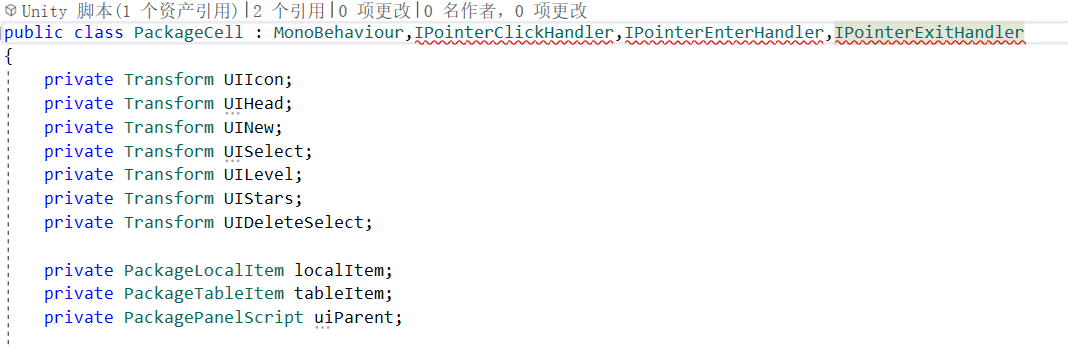 Unity 脚本(1 个资产引用)|2 个引用|0 项更改|0 名作者，0 项更改
public class PackageCell : MonoBehaviour,IPointerClickHandler,IPointerEnterHandler,IPointerExitHandler
{
private Transform UIIcon;
private Transform UIHead;
private Transform UINew;
private Transform UISelect;
private Transform UILevel;
private Transform UIStars;
private Transform UIDeleteSelect;
private PackageLocalItem localItem;
private PackageTableItem tableItem;
private PackagePanelScript uiParent;